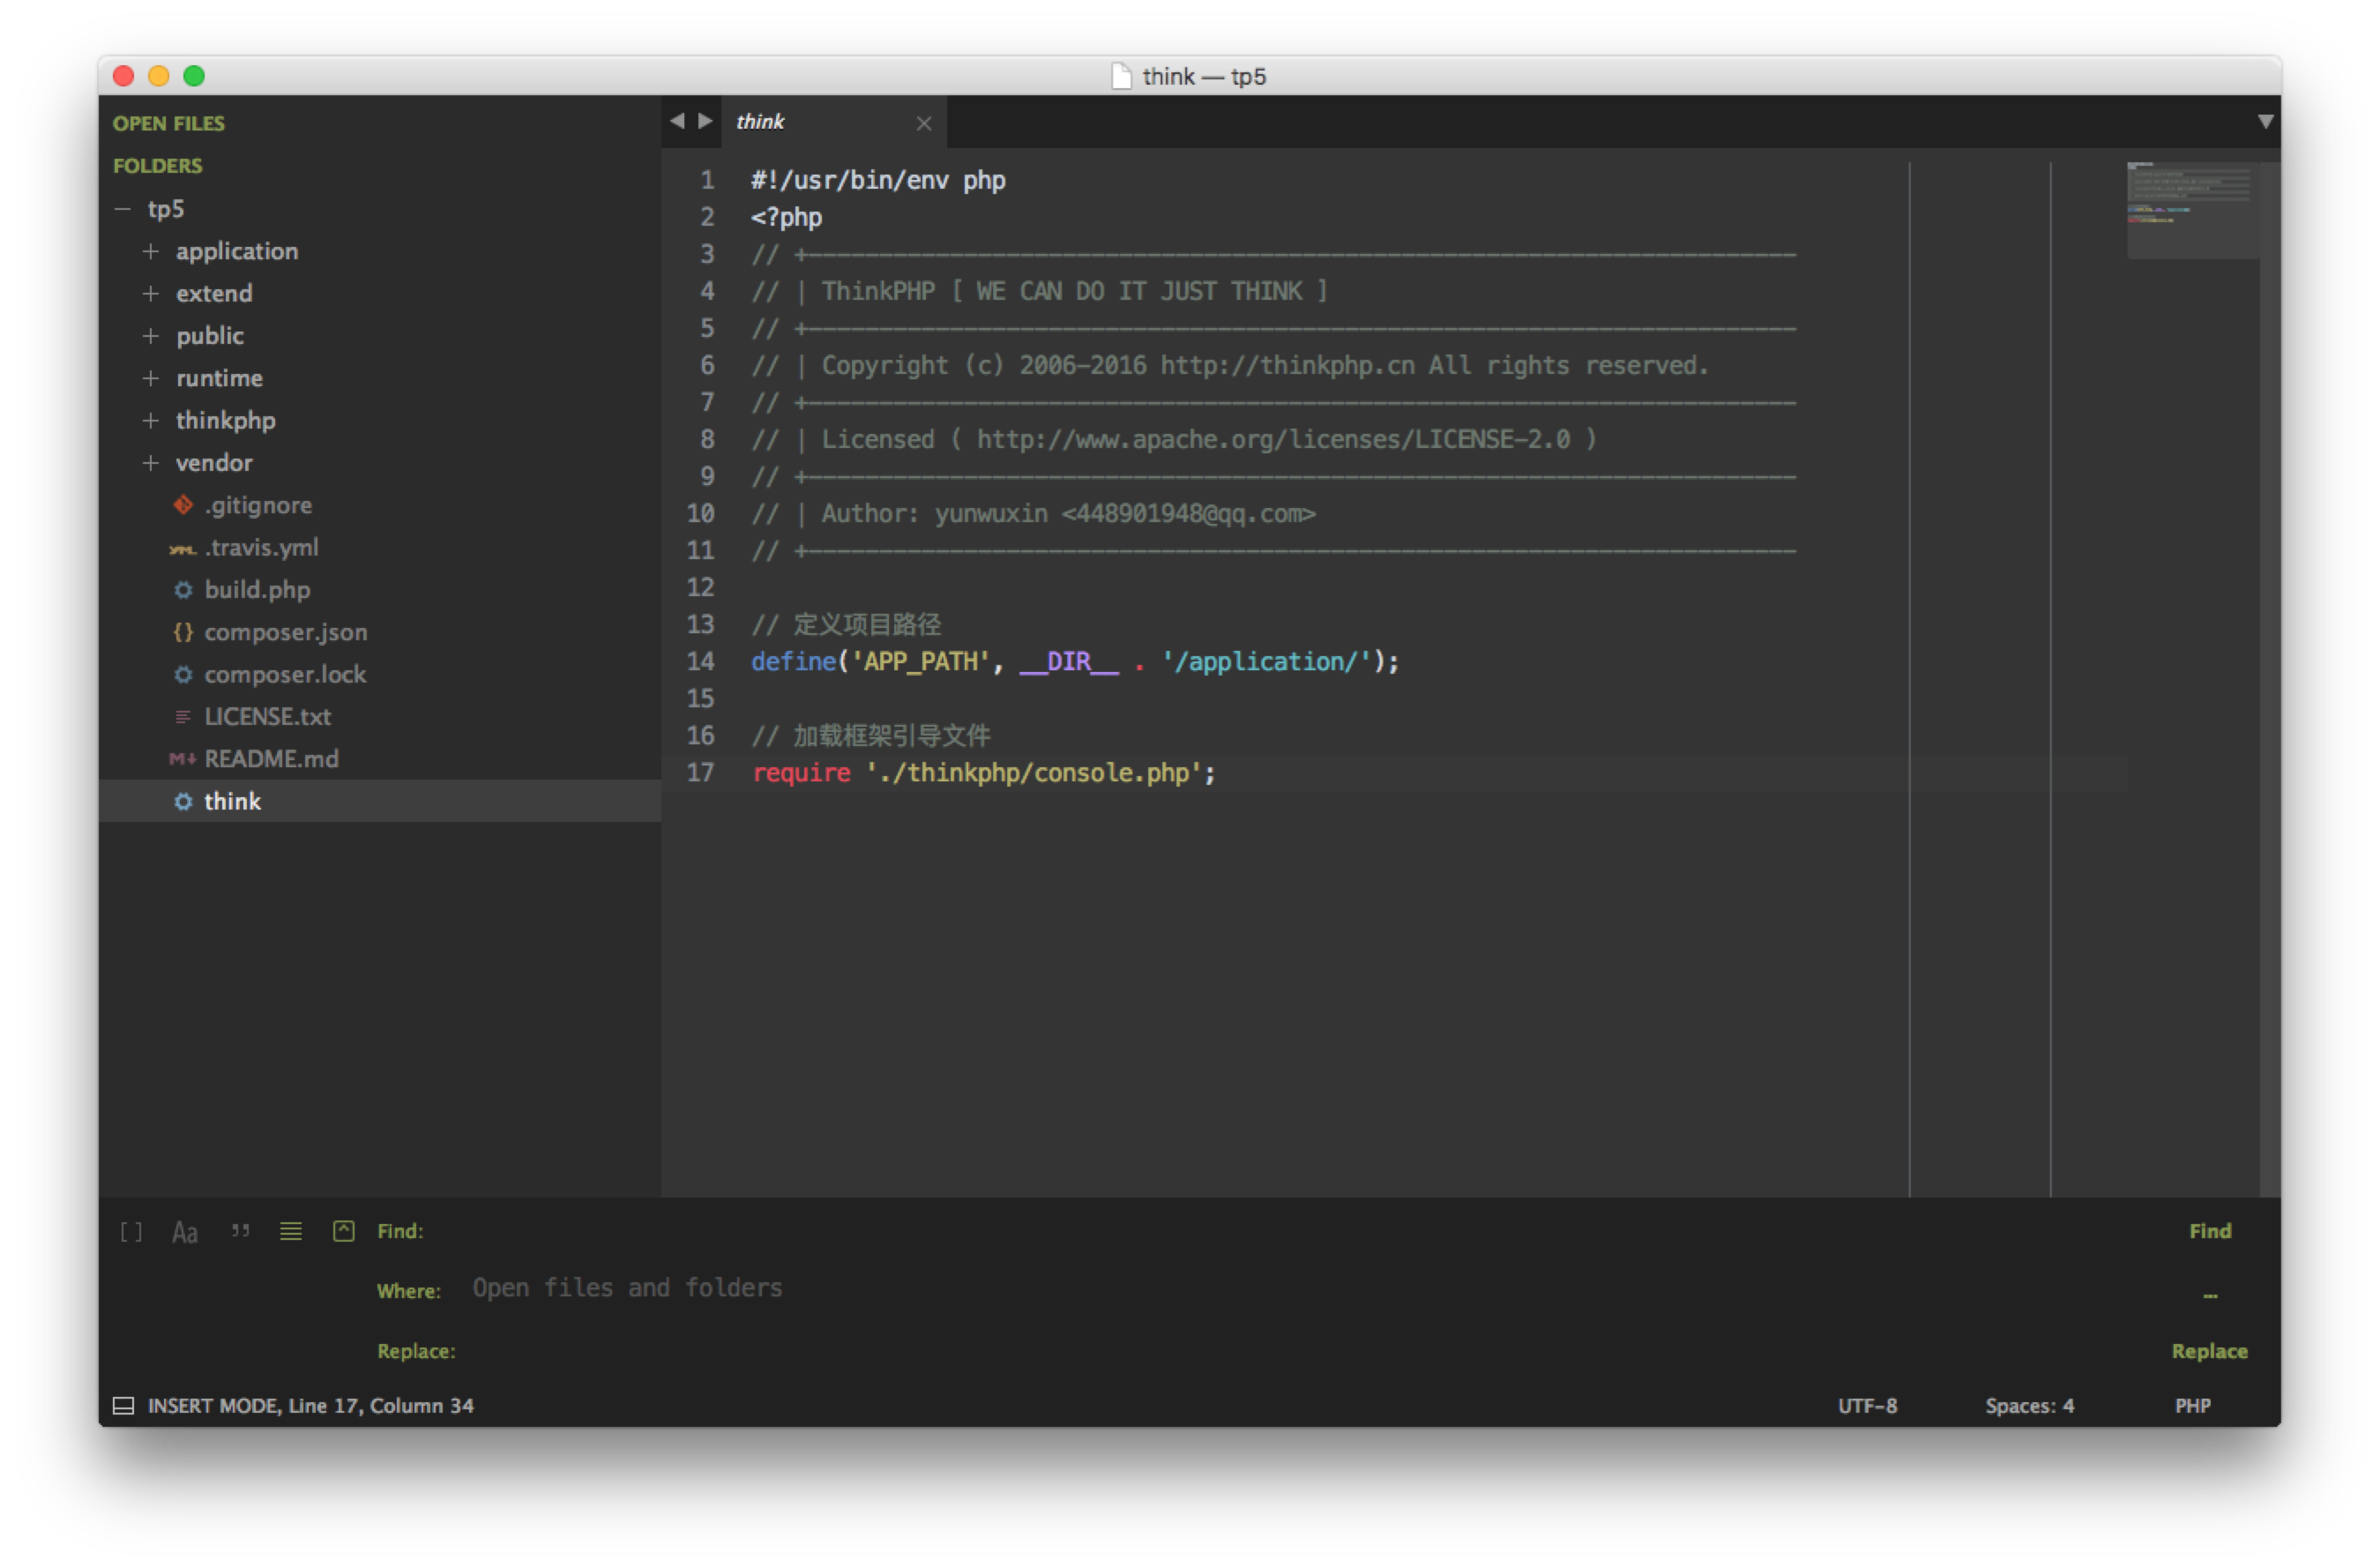 think — tp5
OPEN FILES
FOLDERS
tp5
application
extend
public
runtime
thinkphp
vendor
.gitignore
.travis.yml
build.php
composer.json
composer.lock
LICENSE.txt
README.md
think
think
1 #!/usr/bin/env php
2 <?php
3 // +----------------------------------------------------------------------
4 // | ThinkPHP [ WE CAN DO IT JUST THINK ]
5 // +----------------------------------------------------------------------
6 // | Copyright (c) 2006-2016 http://thinkphp.cn All rights reserved.
7 // +----------------------------------------------------------------------
8 // | Licensed ( http://www.apache.org/licenses/LICENSE-2.0 )
9 // +----------------------------------------------------------------------
10 // | Author: yunwuxin <448901948@qq.com>
11 // +----------------------------------------------------------------------
12
13 // 定义项目路径
14 define('APP_PATH', __DIR__ . '/application/');
15
16 // 加载框架引导文件
17 require './thinkphp/console.php';
[ ] Aa ” Find: Find
Where: Open files and folders ...
Replace: Replace
INSERT MODE, Line 17, Column 34 UTF-8 Spaces: 4 PHP